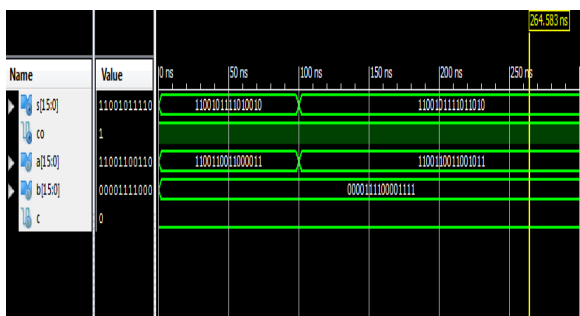 264.583 ns
Name Value 0 ns 50 ns 100 ns 150 ns 200 ns 250 ns
s[15:0] 11001011110 1100101111010010 1100101111011010
co 1
a[15:0] 11001100110 1100110011000011 1100110011001011
b[15:0] 00001111000 0000111100001111
c 0